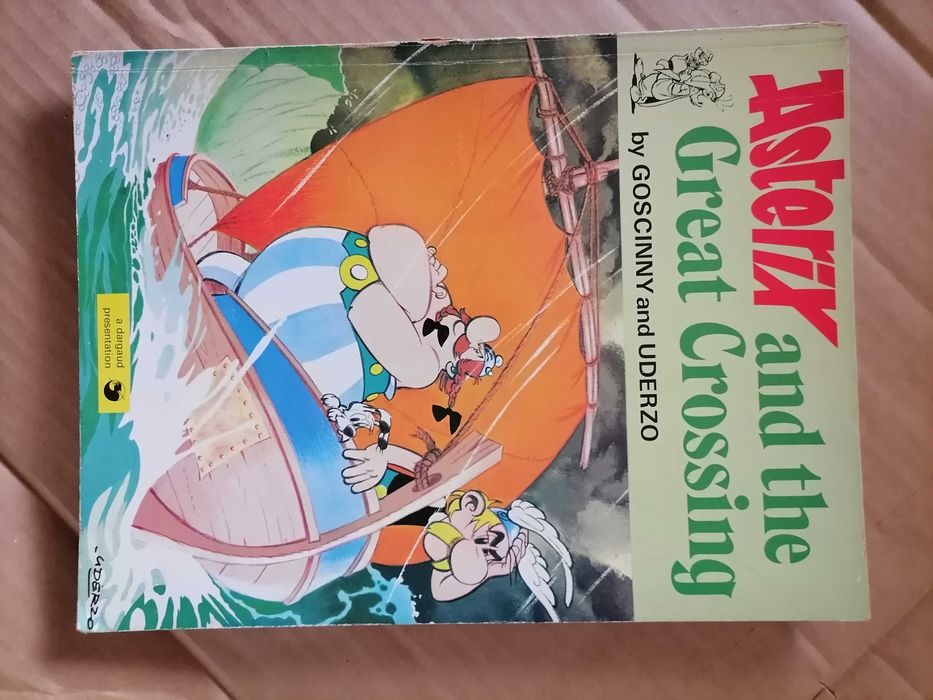 Asterix and the
Great Crossing
by GOSCINNY and UDERZO
a dargaud
presentation
UDERZO